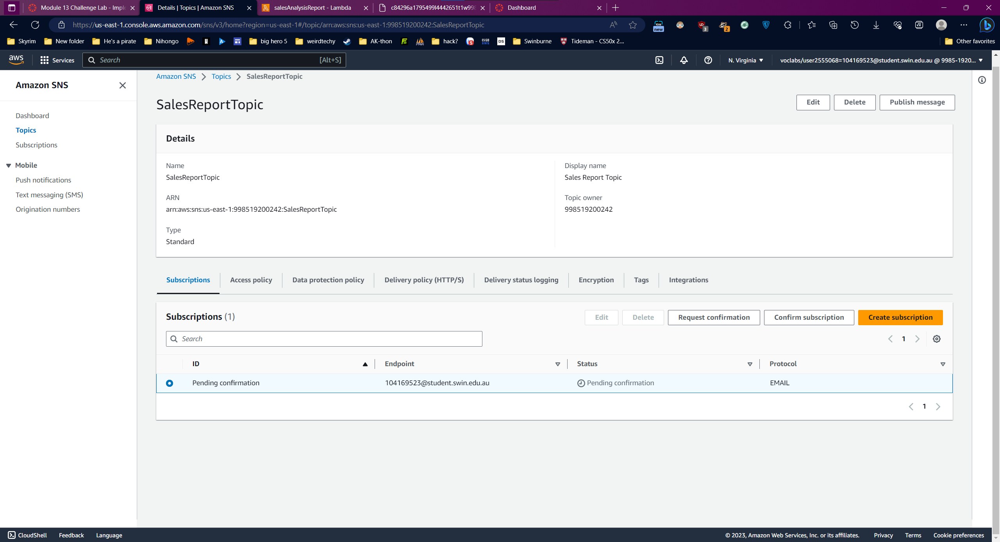 Module 13 Challenge Lab - Imple
Details | Topics | Amazon SNS
salesAnalysisReport - Lambda
c84296a1795499l4442651t1w998
Dashboard
https://us-east-1.console.aws.amazon.com/sns/v3/home?region=us-east-1#/topic/arn:aws:sns:us-east-1:998519200242:SalesReportTopic
new
3
2
Skyrim
New folder
He's a pirate
Nihongo
big hero 5
weirdtechy
AK-thon
hack?
DS
Swinburne
Tideman - CS50x 2...
Other favorites
aws
Services
Search
[Alt+S]
N. Virginia
voclabs/user2555068=104169523@student.swin.edu.au @ 9985-1920...
Amazon SNS
Dashboard
Topics
Subscriptions
Mobile
Push notifications
Text messaging (SMS)
Origination numbers
Amazon SNS
Topics
SalesReportTopic
SalesReportTopic
Edit
Delete
Publish message
Details
Name
SalesReportTopic
Display name
Sales Report Topic
ARN
arn:aws:sns:us-east-1:998519200242:SalesReportTopic
Topic owner
998519200242
Type
Standard
Subscriptions
Access policy
Data protection policy
Delivery policy (HTTP/S)
Delivery status logging
Encryption
Tags
Integrations
Subscriptions (1)
Edit
Delete
Request confirmation
Confirm subscription
Create subscription
Search
1
ID
Endpoint
Status
Protocol
Pending confirmation
104169523@student.swin.edu.au
Pending confirmation
EMAIL
1
CloudShell
Feedback
Language
© 2023, Amazon Web Services, Inc. or its affiliates.
Privacy
Terms
Cookie preferences